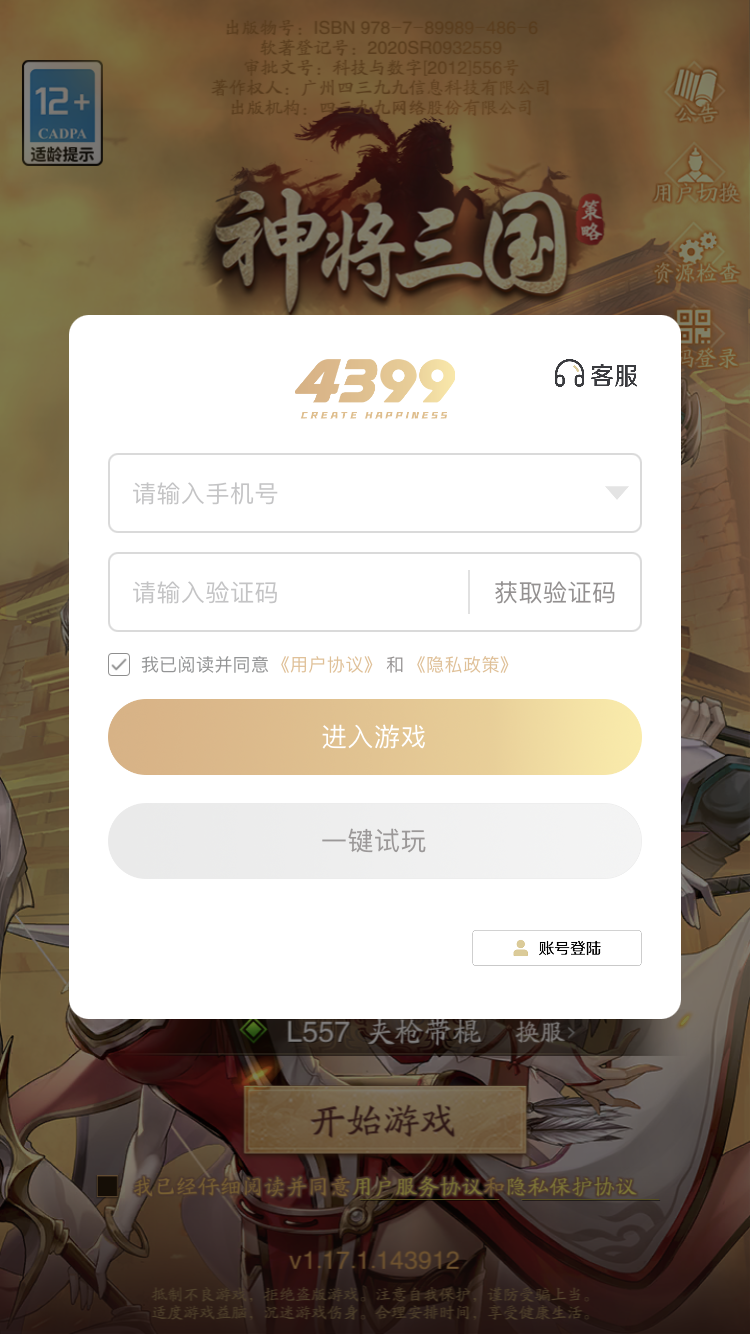 出版物号：ISBN 978-7-89989-486-6
软著登记号：2020SR0932559
审批文号：科技与数字[2012]556号
著作权人：广州四三九九信息科技有限公司
出版机构：四三九九网络股份有限公司
12+
CADPA
适龄提示
公告
用户切换
资源检查
码登录
神将三国
策略
4399
CREATE HAPPINESS
客服
请输入手机号
请输入验证码
获取验证码
我已阅读并同意《用户协议》 和 《隐私政策》
进入游戏
一键试玩
账号登陆
L557 夹枪带棍 换服>
开始游戏
我已经仔细阅读并同意用户服务协议和隐私保护协议
v1.17.1.143912
抵制不良游戏、拒绝盗版游戏。注意自我保护、谨防受骗上当。
适度游戏益脑，沉迷游戏伤身。合理安排时间、享受健康生活。